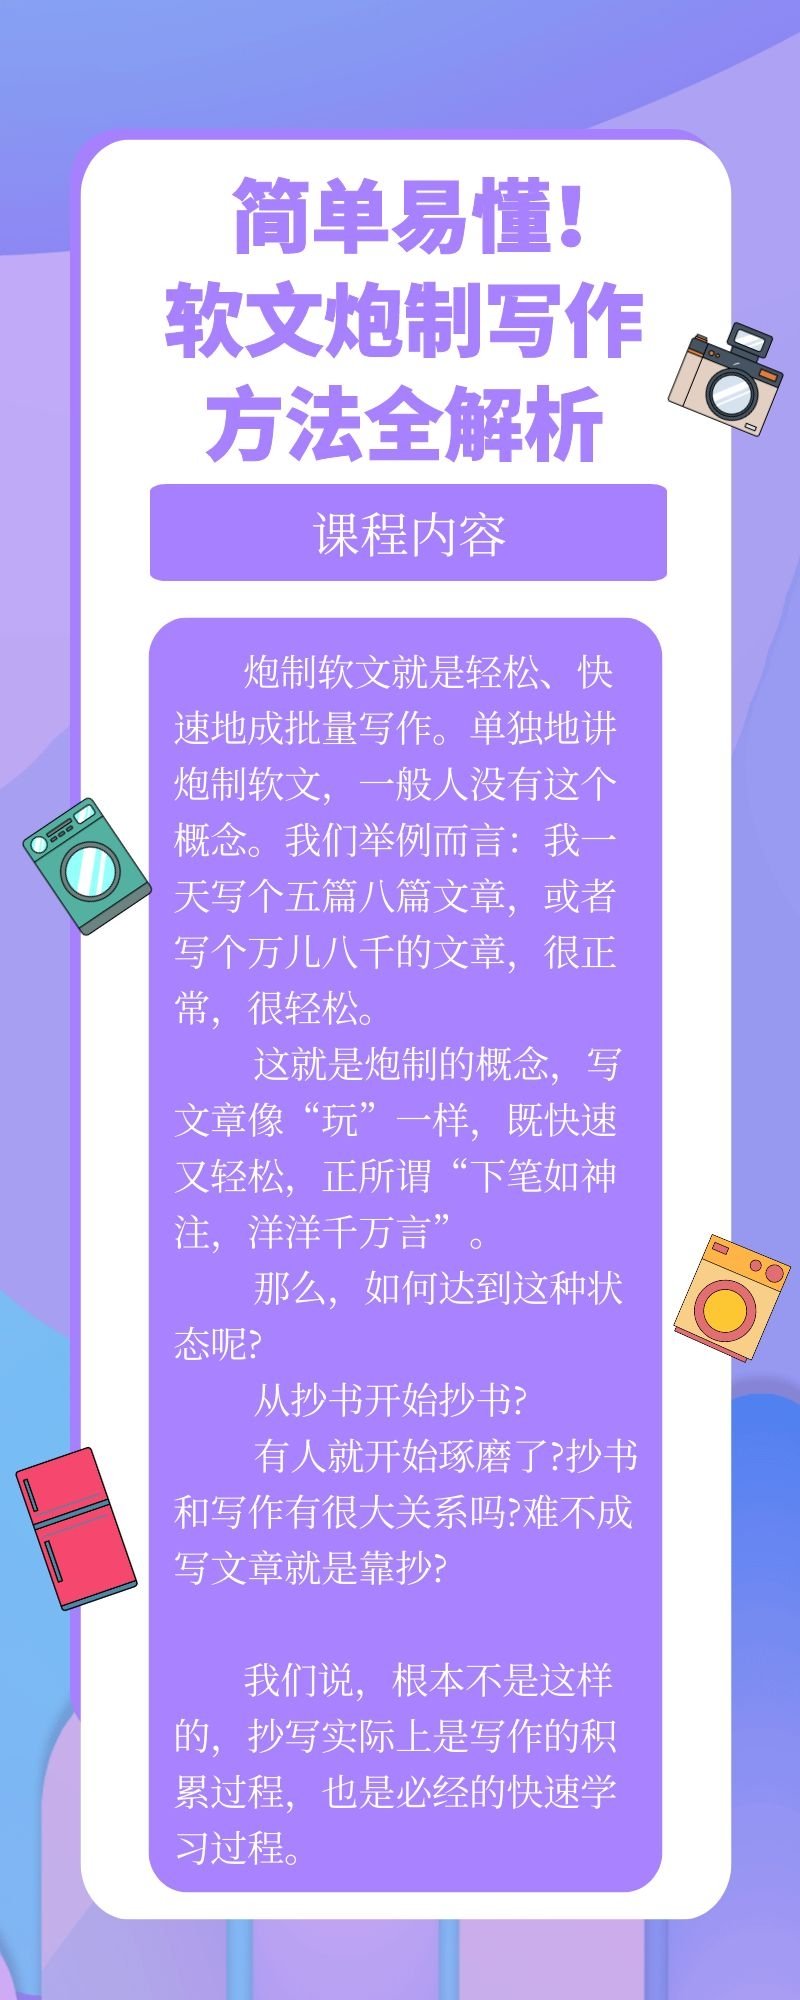 简单易懂！
软文炮制写作
方法全解析
课程内容
炮制软文就是轻松、快
速地成批量写作。单独地讲
炮制软文，一般人没有这个
概念。我们举例而言：我一
天写个五篇八篇文章，或者
写个万儿八千的文章，很正
常，很轻松。
这就是炮制的概念，写
文章像“玩”一样，既快速
又轻松，正所谓“下笔如神
注，洋洋千万言”。
那么，如何达到这种状
态呢?
从抄书开始抄书?
有人就开始琢磨了?抄书
和写作有很大关系吗?难不成
写文章就是靠抄?
我们说，根本不是这样
的，抄写实际上是写作的积
累过程，也是必经的快速学
习过程。